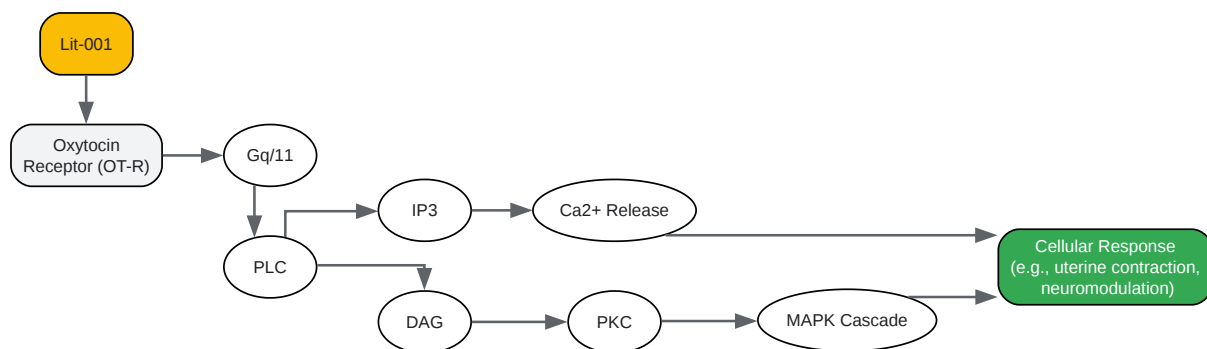 Lit-001
Oxytocin
Receptor (OT-R)
Gq/11
PLC
IP3
Ca2+ Release
DAG
PKC
MAPK Cascade
Cellular Response
(e.g., uterine contraction,
neuromodulation)